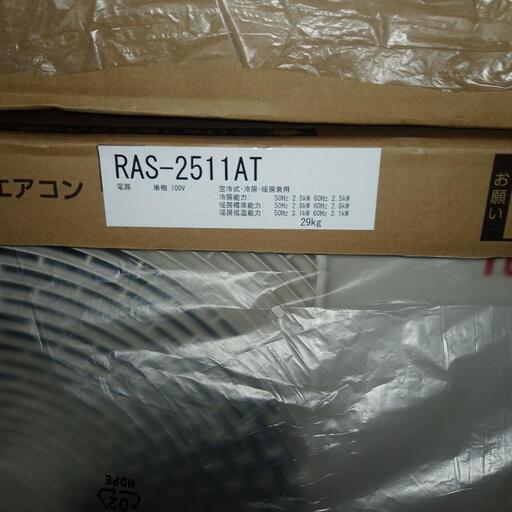 エアコン
RAS-2511AT
電源 単相 100V 空冷式・冷房・暖房兼用
冷房能力 50Hz 2.5kW 60Hz 2.5kW
暖房標準能力 50Hz 2.8kW 60Hz 2.8kW
暖房低温能力 50Hz 3.1kW 60Hz 3.1kW
29kg
お願い
02
HDPE